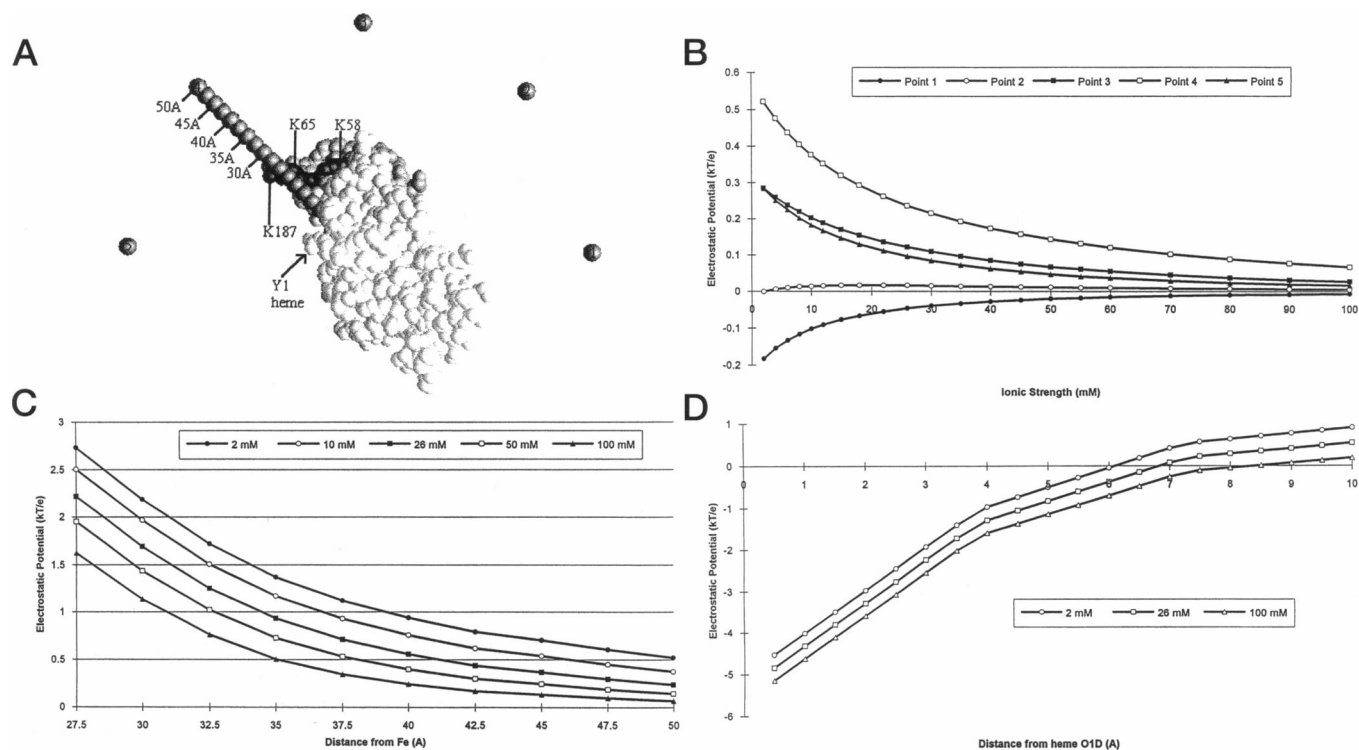 A
50A
45A
40A
35A
30A
K65
K58
K187
Y1
heme
2
B
Point 1 Point 2 Point 3 Point 4 Point 5
Electrostatic Potential (kT/e)
0.6
0.5
0.4
0.3
0.2
0.1
0
-0.1
-0.2
0 10 20 30 40 50 60 70 80 90 100
Ionic Strength (mM)
C
2 mM 10 mM 26 mM 50 mM 100 mM
Electrostatic Potential (kT/e)
3
2.5
2
1.5
1
0.5
0
27.5 30 32.5 35 37.5 40 42.5 45 47.5 50
Distance from Fe (A)
D
2 mM 26 mM 100 mM
Electrostatic Potential (kT/e)
1
0
-1
-2
-3
-4
-5
-6
0 1 2 3 4 5 6 7 8 9 10
Distance from heme O1D (A)